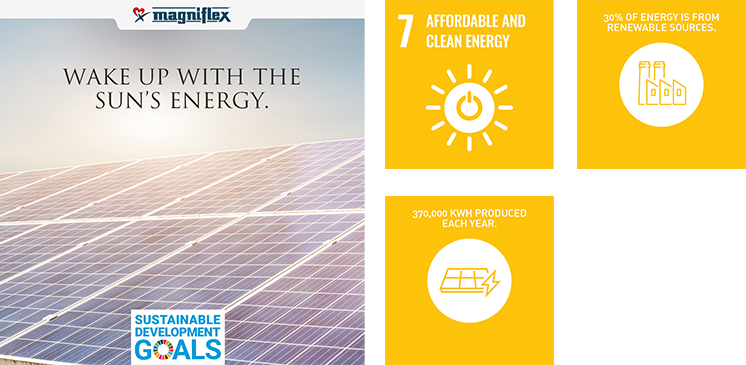 magniflex
WAKE UP WITH THE
SUN'S ENERGY.
SUSTAINABLE
DEVELOPMENT
GOALS
7 AFFORDABLE AND
CLEAN ENERGY
30% OF ENERGY IS FROM
RENEWABLE SOURCES.
370,000 KWH PRODUCED
EACH YEAR.